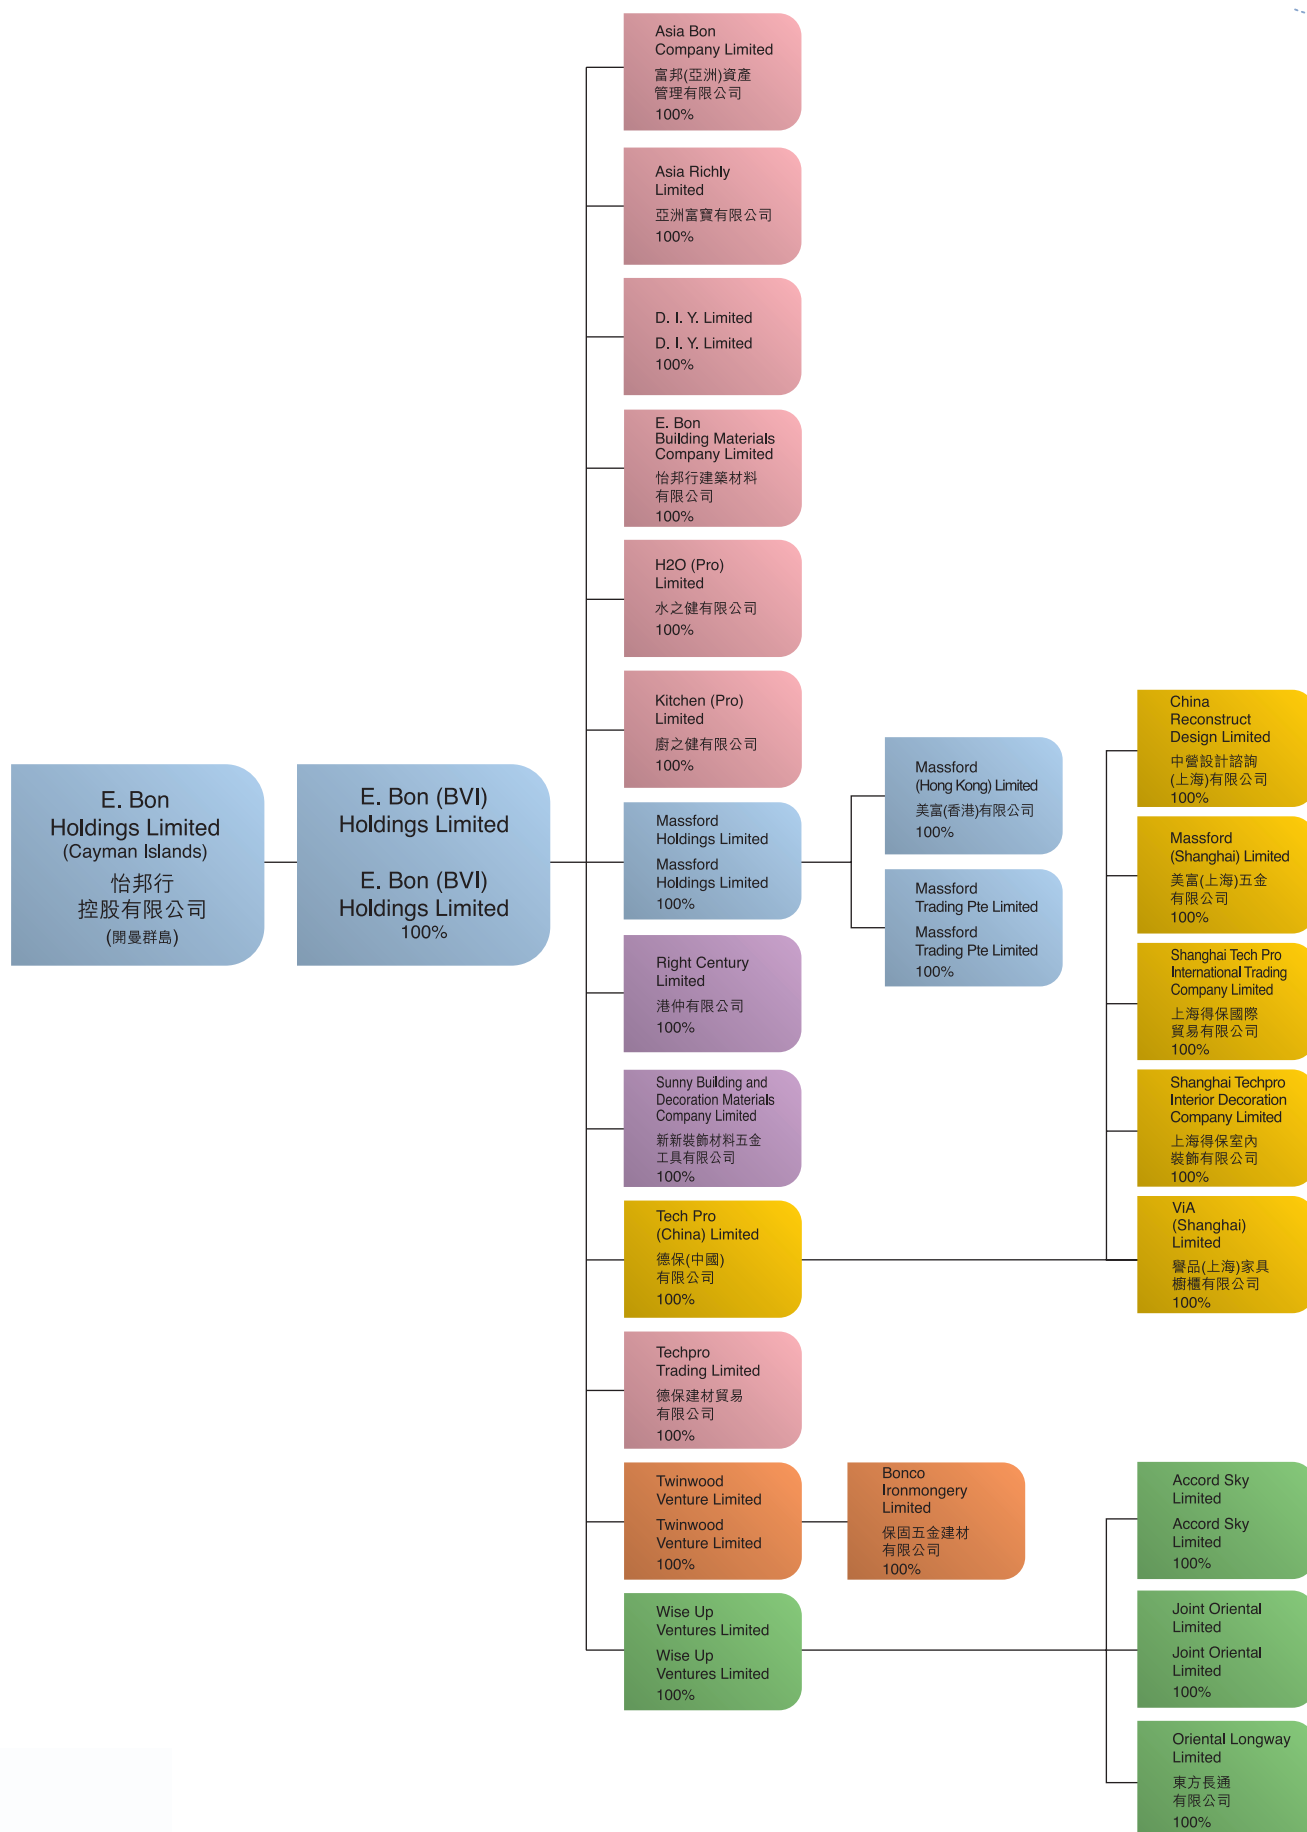 E. Bon
Holdings Limited
(Cayman Islands)
怡邦行
控股有限公司
(開曼群島)
E. Bon (BVI)
Holdings Limited
E. Bon (BVI)
Holdings Limited
100%
Asia Bon
Company Limited
富邦(亞洲)資產
管理有限公司
100%
Asia Richly
Limited
亞洲富寶有限公司
100%
D. I. Y. Limited
D. I. Y. Limited
100%
E. Bon
Building Materials
Company Limited
怡邦行建築材料
有限公司
100%
H2O (Pro)
Limited
水之健有限公司
100%
Kitchen (Pro)
Limited
廚之健有限公司
100%
Massford
Holdings Limited
Massford
Holdings Limited
100%
Massford
(Hong Kong) Limited
美富(香港)有限公司
100%
Massford
Trading Pte Limited
Massford
Trading Pte Limited
100%
Right Century
Limited
港仲有限公司
100%
Sunny Building and
Decoration Materials
Company Limited
新新裝飾材料五金
工具有限公司
100%
Tech Pro
(China) Limited
德保(中國)
有限公司
100%
China
Reconstruct
Design Limited
中營設計諮詢
(上海)有限公司
100%
Massford
(Shanghai) Limited
美富(上海)五金
有限公司
100%
Shanghai Tech Pro
International Trading
Company Limited
上海得保國際
貿易有限公司
100%
Shanghai Techpro
Interior Decoration
Company Limited
上海得保室內
裝飾有限公司
100%
ViA
(Shanghai)
Limited
譽品(上海)家具
櫥櫃有限公司
100%
Techpro
Trading Limited
德保建材貿易
有限公司
100%
Twinwood
Venture Limited
Twinwood
Venture Limited
100%
Bonco
Ironmongery
Limited
保固五金建材
有限公司
100%
Wise Up
Ventures Limited
Wise Up
Ventures Limited
100%
Accord Sky
Limited
Accord Sky
Limited
100%
Joint Oriental
Limited
Joint Oriental
Limited
100%
Oriental Longway
Limited
東方長通
有限公司
100%